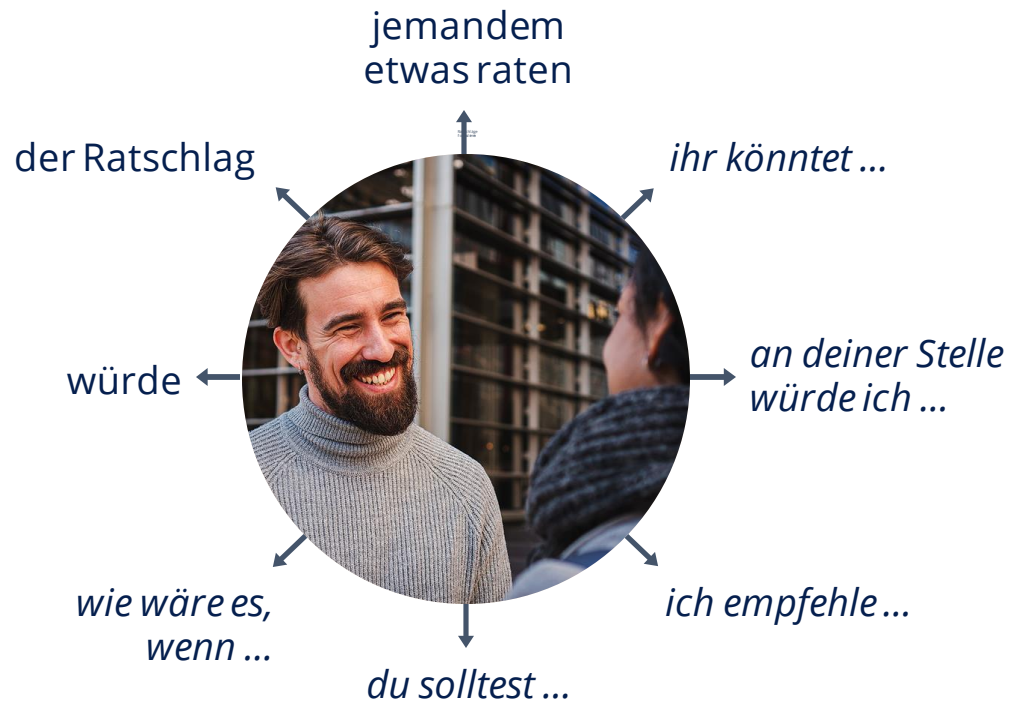 jemandem
etwas raten
der Ratschlag
ihr könntet ...
würde
an deiner Stelle
würde ich ...
wie wäre es,
wenn ...
ich empfehle ...
du solltest ...